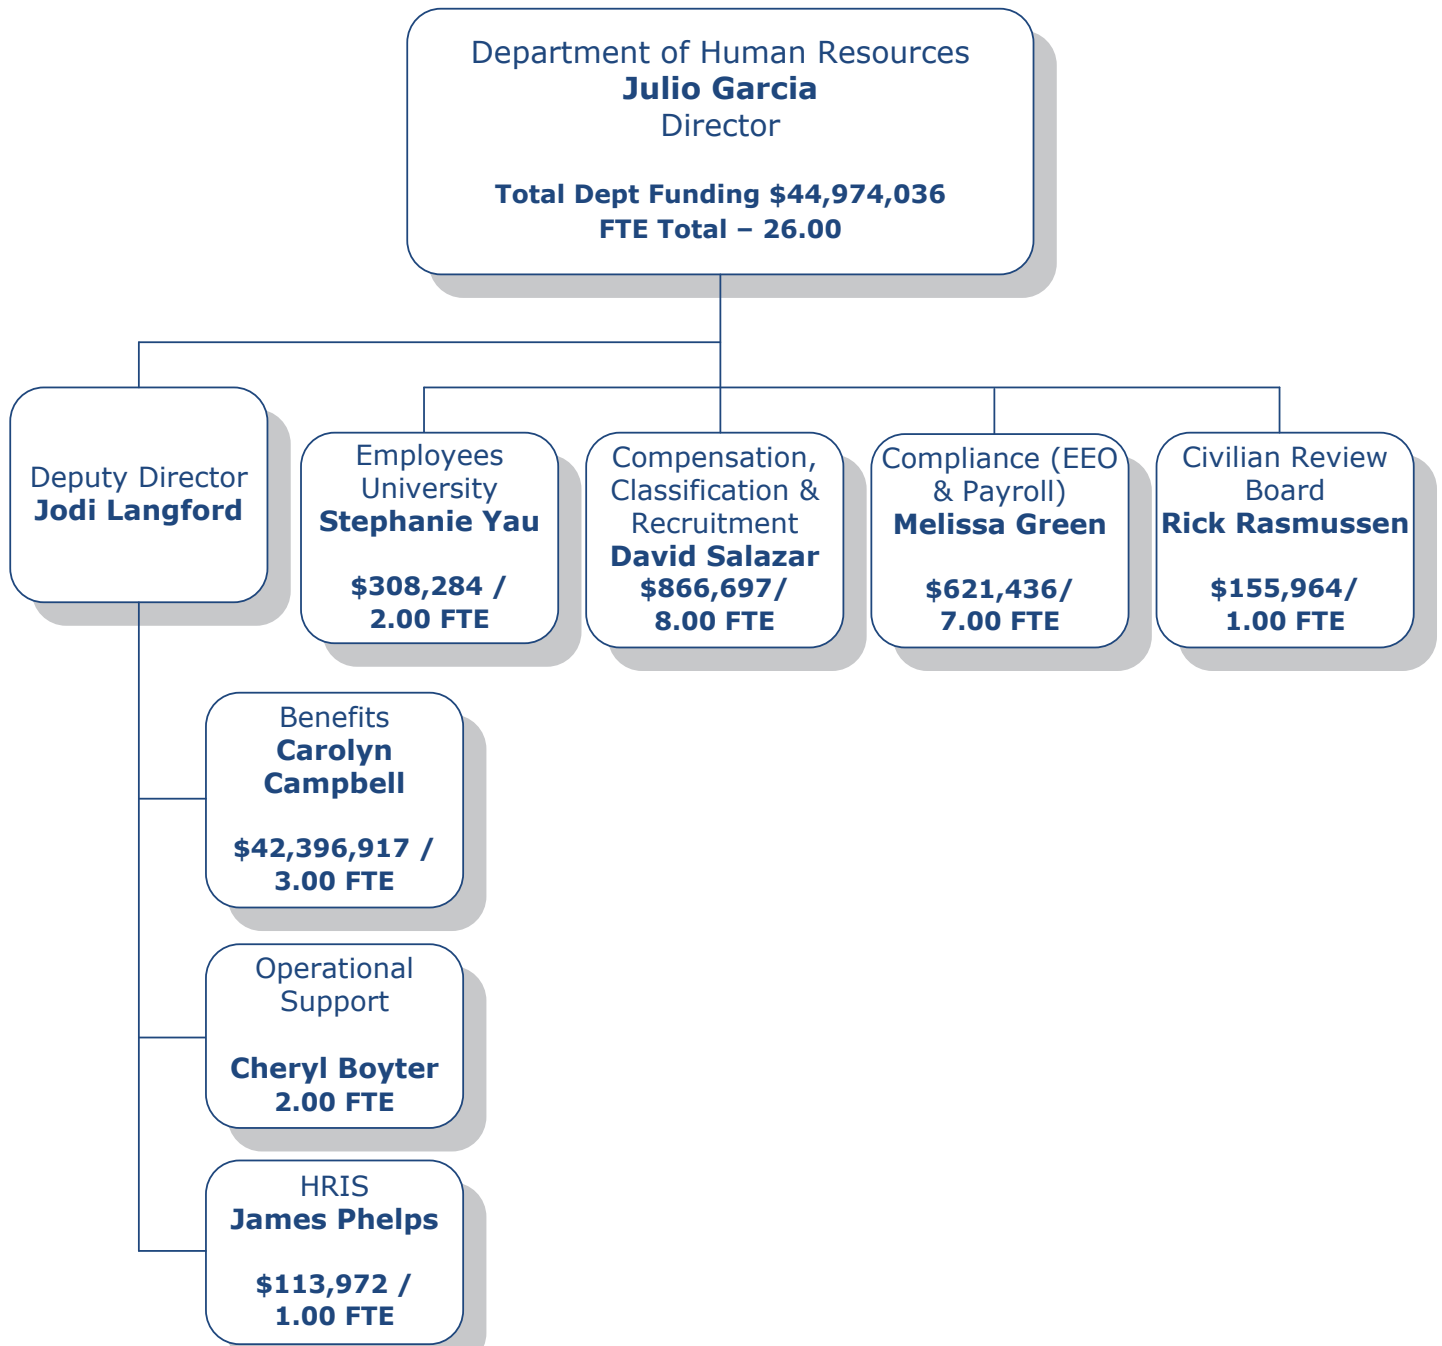 Department of Human Resources
Julio Garcia
Director
Total Dept Funding $44,974,036
FTE Total – 26.00
Deputy Director
Jodi Langford
Employees
University
Stephanie Yau
$308,284 /
2.00 FTE
Compensation,
Classification &
Recruitment
David Salazar
$866,697/
8.00 FTE
Compliance (EEO
& Payroll)
Melissa Green
$621,436/
7.00 FTE
Civilian Review
Board
Rick Rasmussen
$155,964/
1.00 FTE
Benefits
Carolyn
Campbell
$42,396,917 /
3.00 FTE
Operational
Support
Cheryl Boyter
2.00 FTE
HRIS
James Phelps
$113,972 /
1.00 FTE